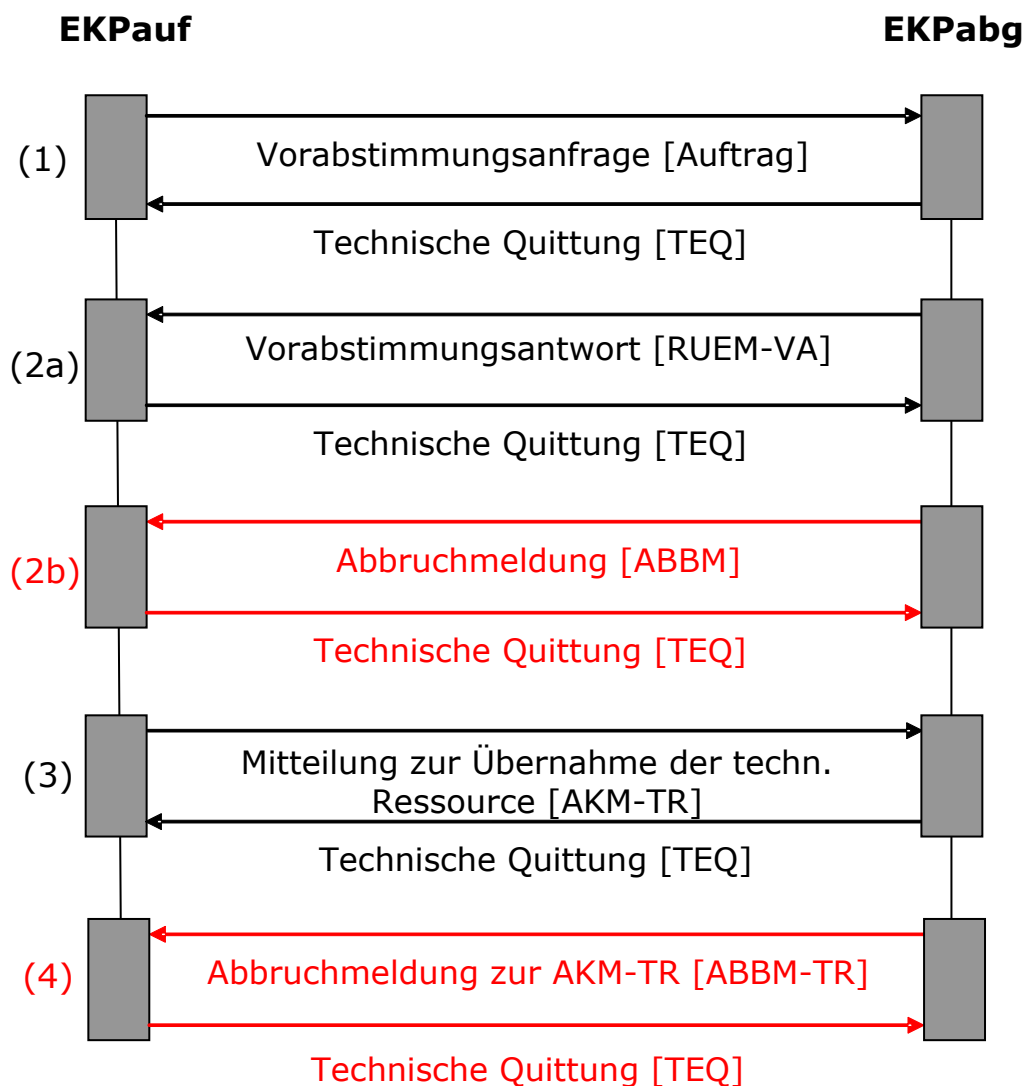 EKPauf
EKPabg
(1)
Vorabstimmungsanfrage [Auftrag]
Technische Quittung [TEQ]
(2a)
Vorabstimmungsantwort [RUEM-VA]
Technische Quittung [TEQ]
(2b)
Abbruchmeldung [ABBM]
Technische Quittung [TEQ]
(3)
Mitteilung zur Übernahme der techn.
Ressource [AKM-TR]
Technische Quittung [TEQ]
(4)
Abbruchmeldung zur AKM-TR [ABBM-TR]
Technische Quittung [TEQ]